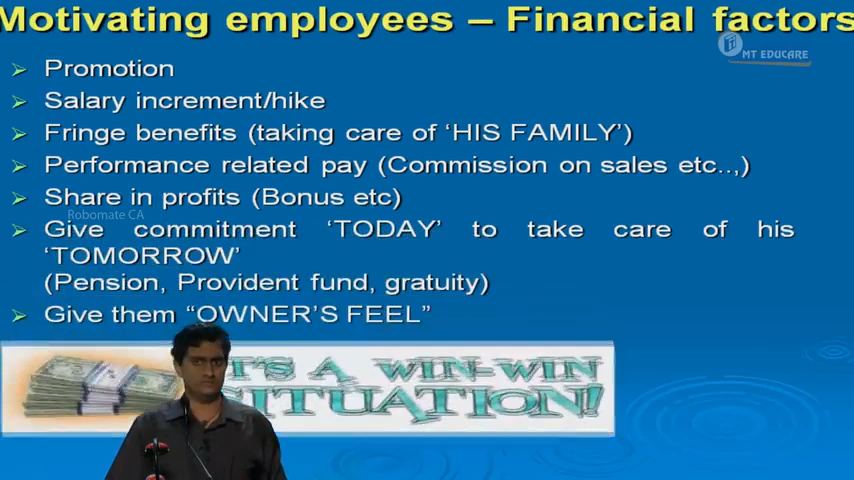 Motivating employees – Financial factors
MT EDUCARE
➢ Promotion
➢ Salary increment/hike
➢ Fringe benefits (taking care of ‘HIS FAMILY’)
➢ Performance related pay (Commission on sales etc..,)
➢ Share in profits (Bonus etc)
Robomate CA
➢ Give commitment ‘TODAY’ to take care of his
‘TOMORROW’
(Pension, Provident fund, gratuity)
➢ Give them “OWNER’S FEEL”
IT'S A WIN-WIN
SITUATION!